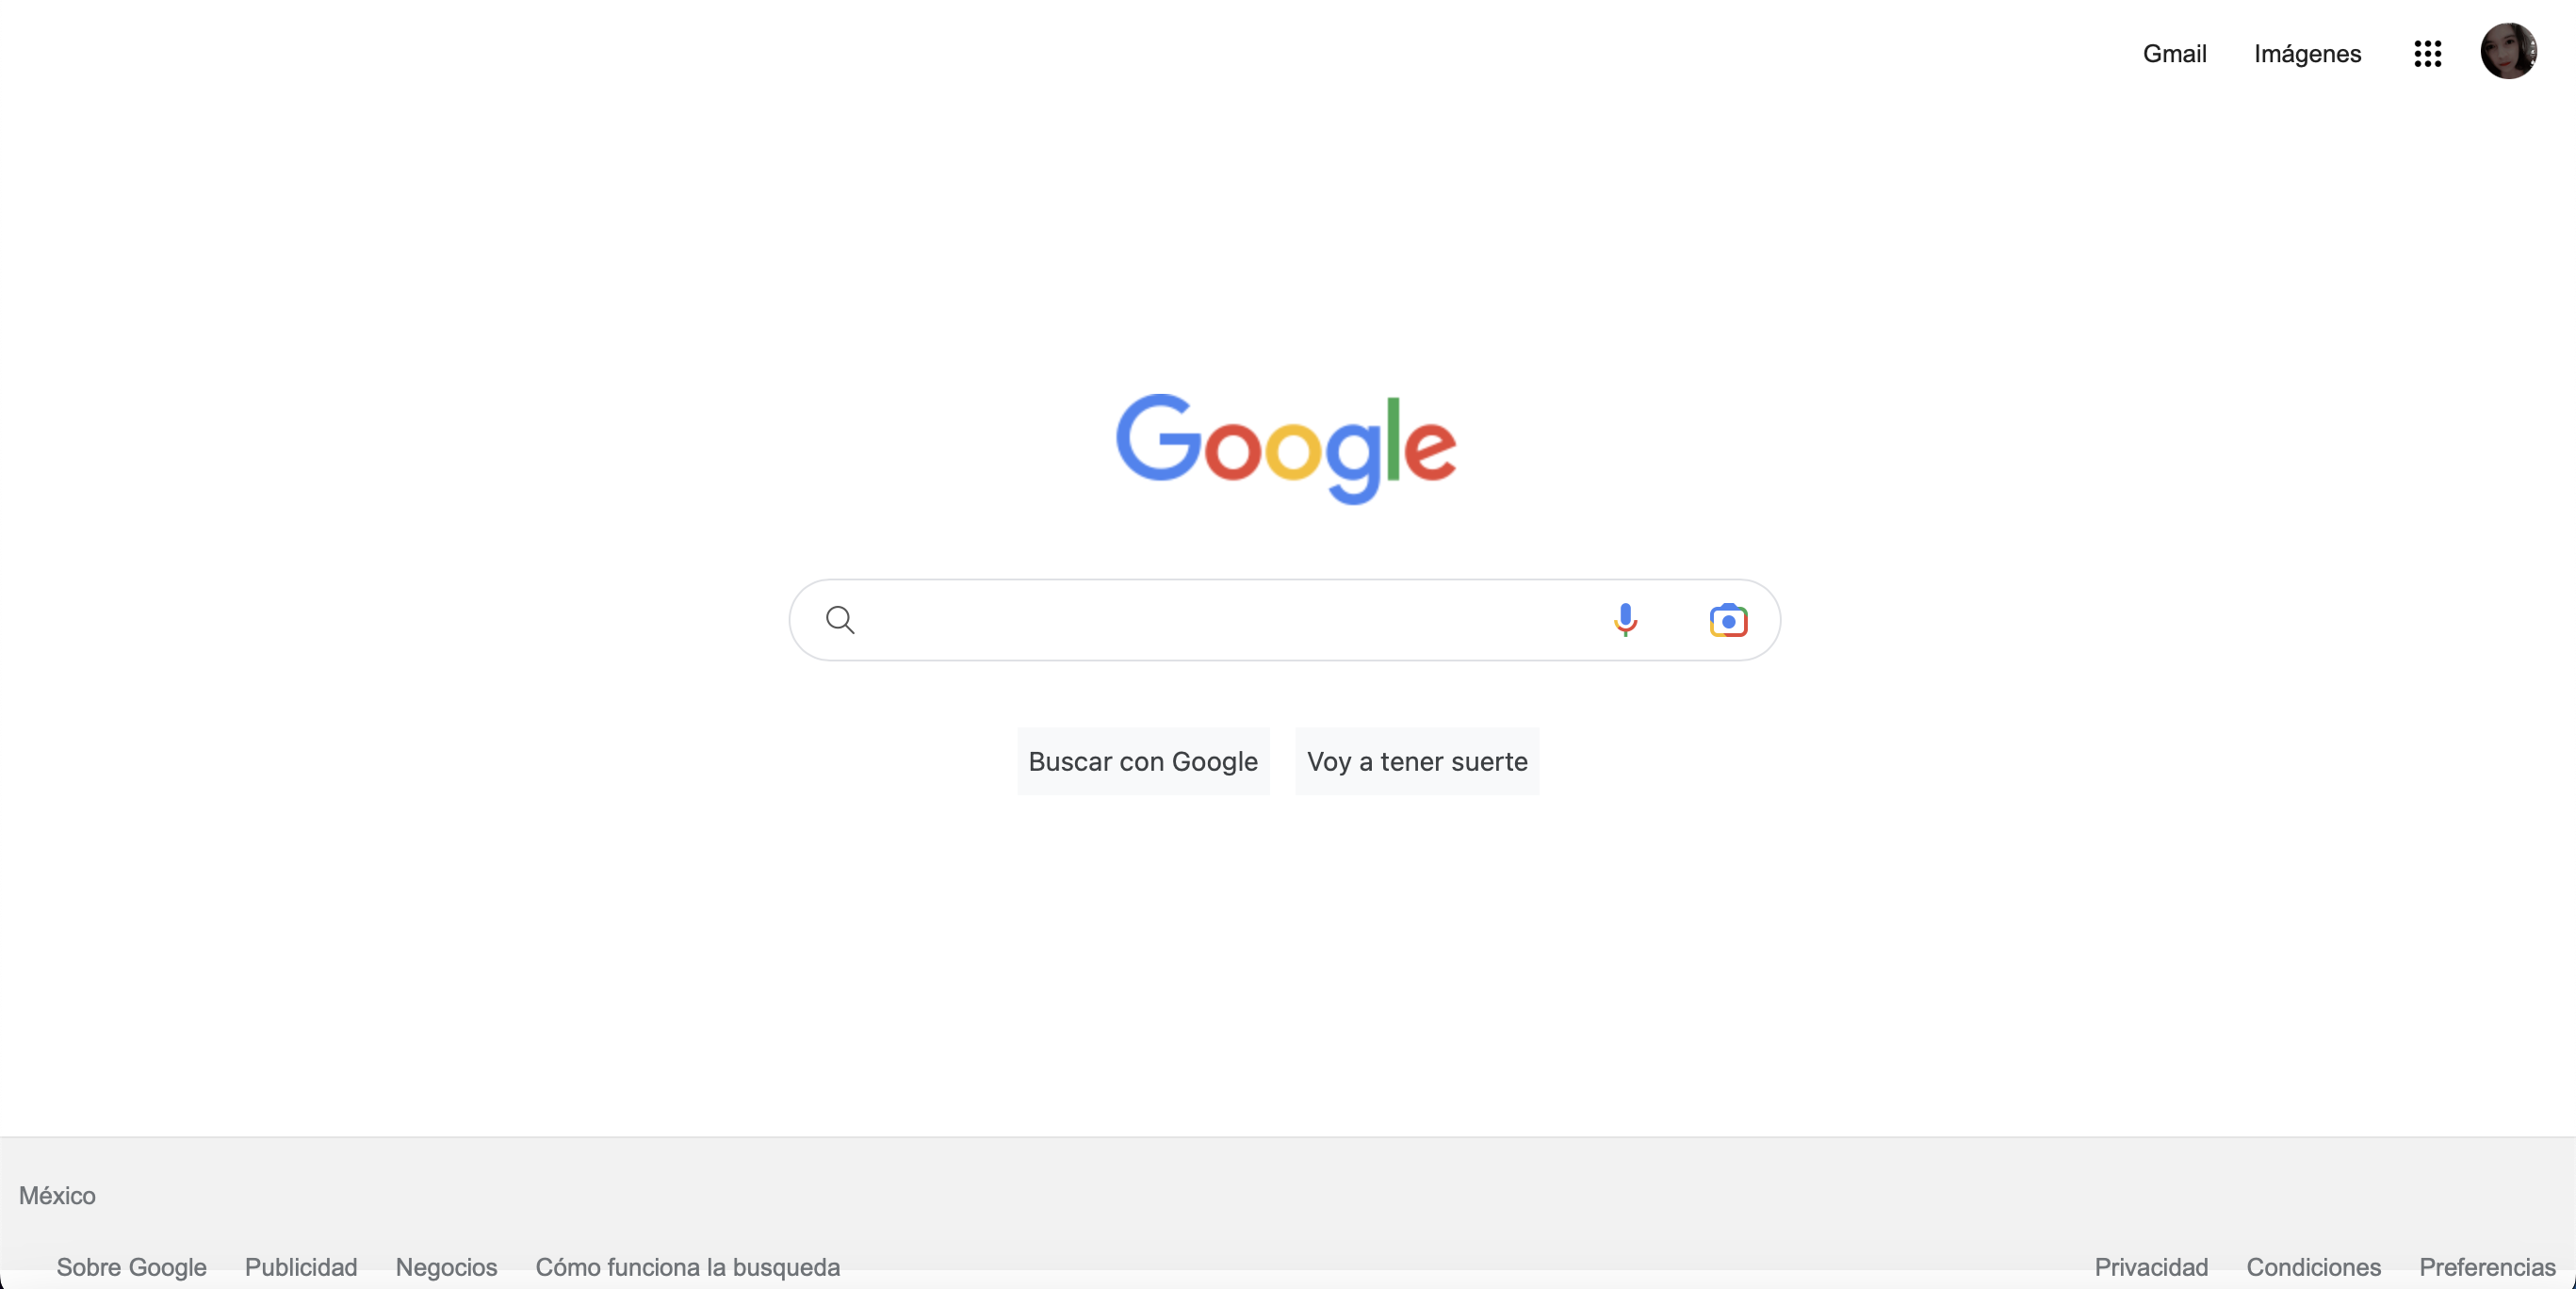 Gmail Imágenes
Google
Buscar con Google Voy a tener suerte
México
Sobre Google Publicidad Negocios Cómo funciona la busqueda Privacidad Condiciones Preferencias